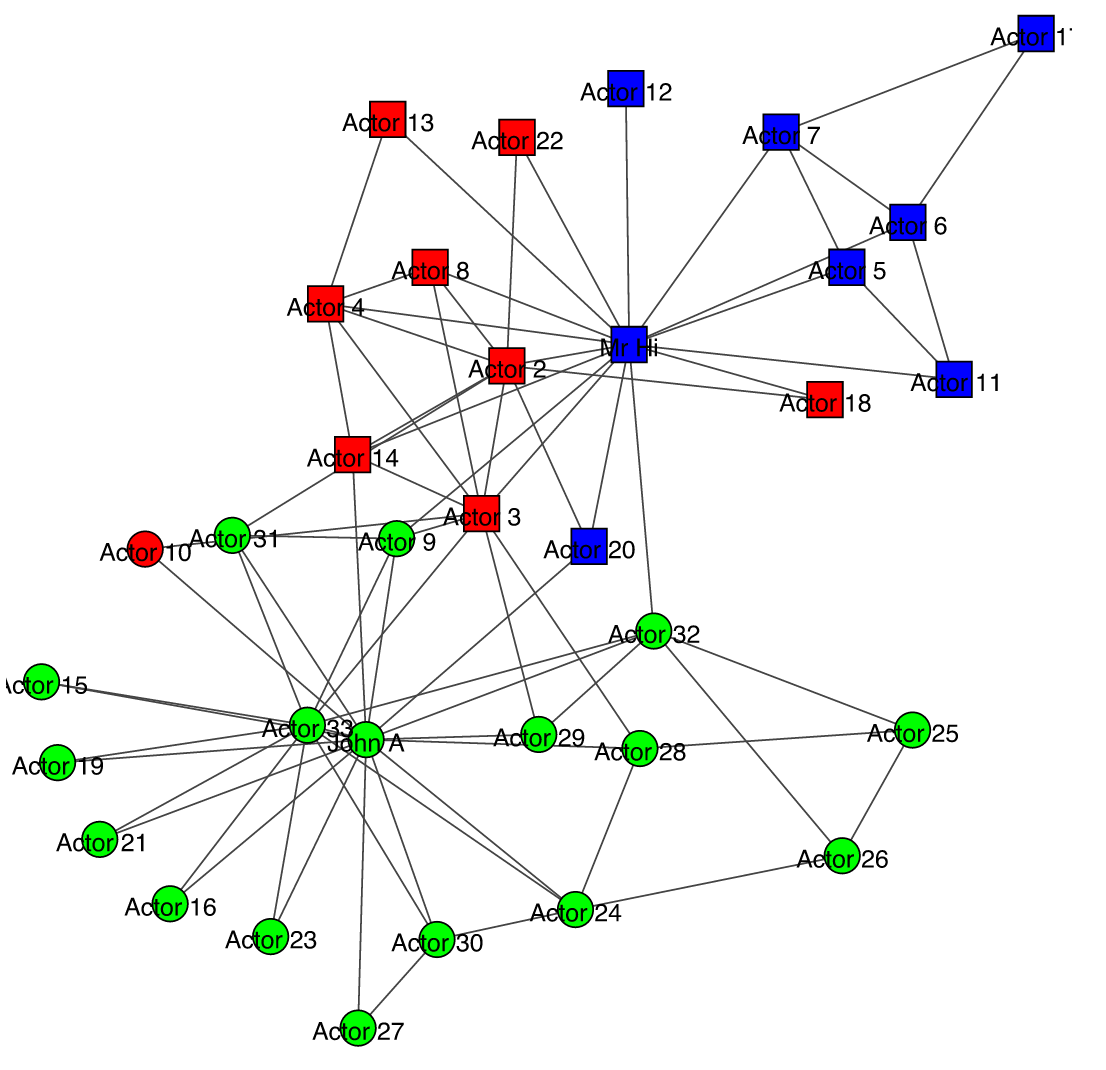 Actor 1
Actor 12
Actor 13
Actor 7
Actor 22
Actor 6
Actor 8
Actor 5
Actor 4
Mr Hi
Actor 2
Actor 11
Actor 18
Actor 14
Actor 3
Actor 31
Actor 9
Actor 10
Actor 20
Actor 32
ctor 15
Actor 33
Actor 29
Actor 25
John A
Actor 28
Actor 19
Actor 21
Actor 26
Actor 16
Actor 24
Actor 23
Actor 30
Actor 27